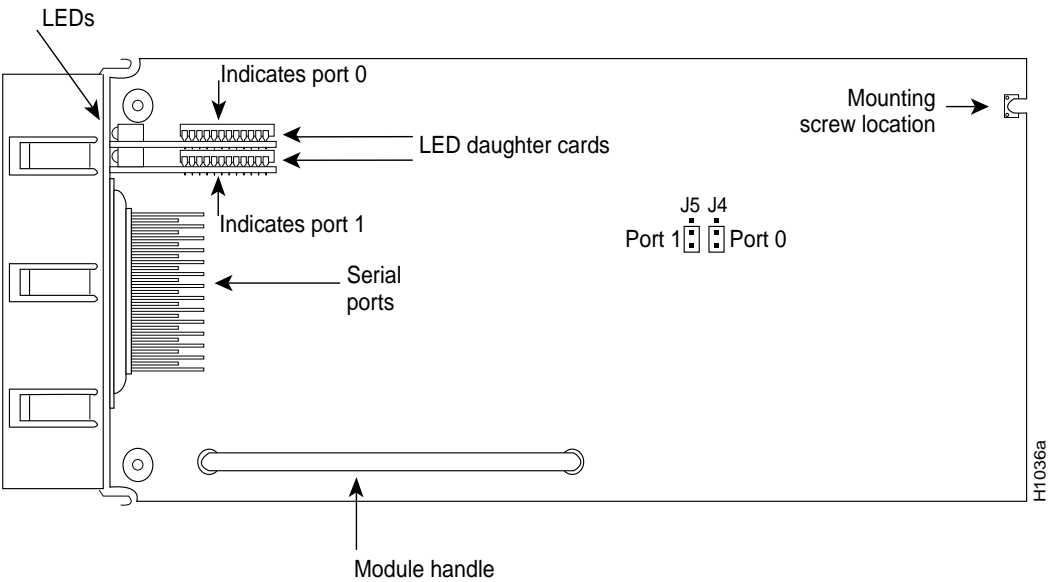 LEDs
Indicates port 0
Mounting
screw location
LED daughter cards
Indicates port 1
J5 J4
Port 1 Port 0
Serial
ports
Module handle
H1036a